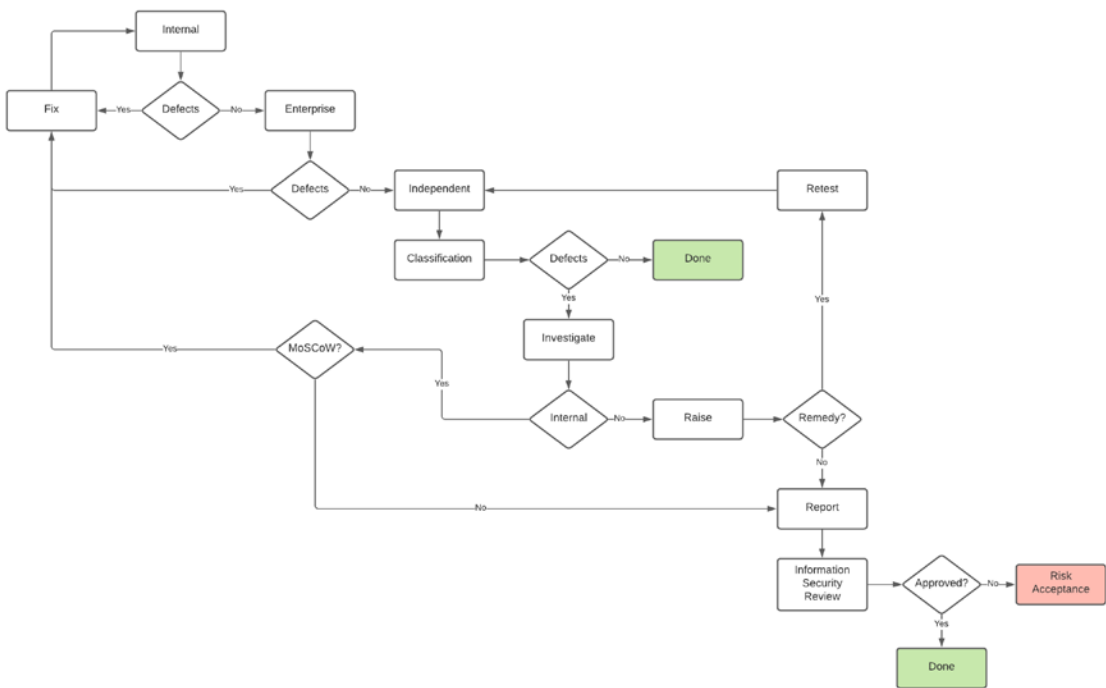 Internal
Fix
Yes
Defects
No
Enterprise
Yes
Defects
No
Independent
Retest
Classification
Defects
No
Done
Yes
Yes
Investigate
MoSCoW?
Yes
Yes
Internal
No
Raise
Remedy?
No
Report
No
Information
Security
Review
Approved?
No
Risk
Acceptance
Yes
Done